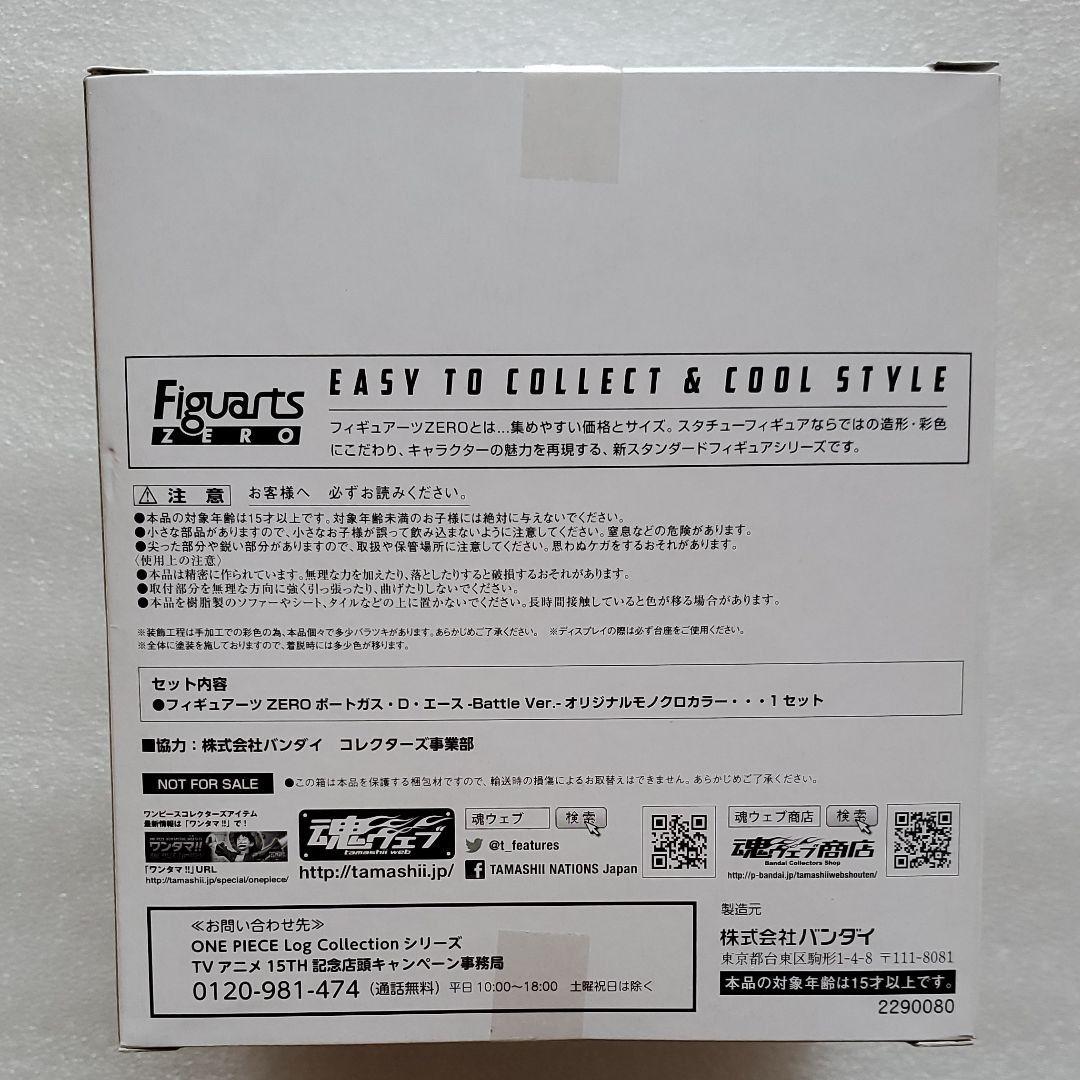 Figuarts
ZERO
EASY TO COLLECT & COOL STYLE
フィギュアーツZEROとは…集めやすい価格とサイズ。スタチューフィギュアならではの造形・彩色
にこだわり、キャラクターの魅力を再現する、新スタンダードフィギュアシリーズです。
⚠ 注 意 お客様へ 必ずお読みください。
●本品の対象年齢は15才以上です。対象年齢未満のお子様には絶対に与えないでください。
●小さな部品がありますので、小さなお子様が誤って飲み込まないように注意してください。窒息などの危険があります。
●尖った部分や鋭い部分がありますので、取扱や保管場所に注意してください。思わぬケガをするおそれがあります。
〈使用上の注意〉
●本品は精密に作られています。無理な力を加えたり、落としたりすると破損するおそれがあります。
●取付部分を無理な方向に強く引っ張ったり、曲げたりしないでください。
●本品を樹脂製のソファーやシート、タイルなどの上に置かないでください。長時間接触していると色が移る場合があります。
※装飾工程は手加工での彩色の為、本品個々で多少バラツキがあります。あらかじめご了承ください。 ※ディスプレイの際は必ず台座をご使用ください。
※全体に塗装を施しておりますので、着脱時には多少色が移ります。
セット内容
●フィギュアーツ ZERO ポートガス・D・エース -Battle Ver.- オリジナルモノクロカラー・・・1 セット
■協力：株式会社バンダイ コレクターズ事業部
NOT FOR SALE ●この箱は本品を保護する梱包材ですので、輸送時の損傷によるお取替えはできません。あらかじめご了承ください。
ワンピースコレクターズアイテム
最新情報は「ワンタマ!!」で！
ワンタマ!!
「ワンタマ!!」URL
http://tamashii.jp/special/onepiece/
魂ウェブ
tamashii web
http://tamashii.jp/
魂ウェブ 検索
@t_features
TAMASHII NATIONS Japan
魂ウェブ商店 検索
魂ウェブ商店
Bandai Collectors Shop
http://p-bandai.jp/tamashiiwebshouten/
≪お問い合わせ先≫
ONE PIECE Log Collection シリーズ
TV アニメ 15TH 記念店頭キャンペーン事務局
0120-981-474（通話無料） 平日 10:00〜18:00 土曜祝日は除く
製造元
株式会社バンダイ
東京都台東区駒形1-4-8 〒111-8081
本品の対象年齢は15才以上です。
2290080